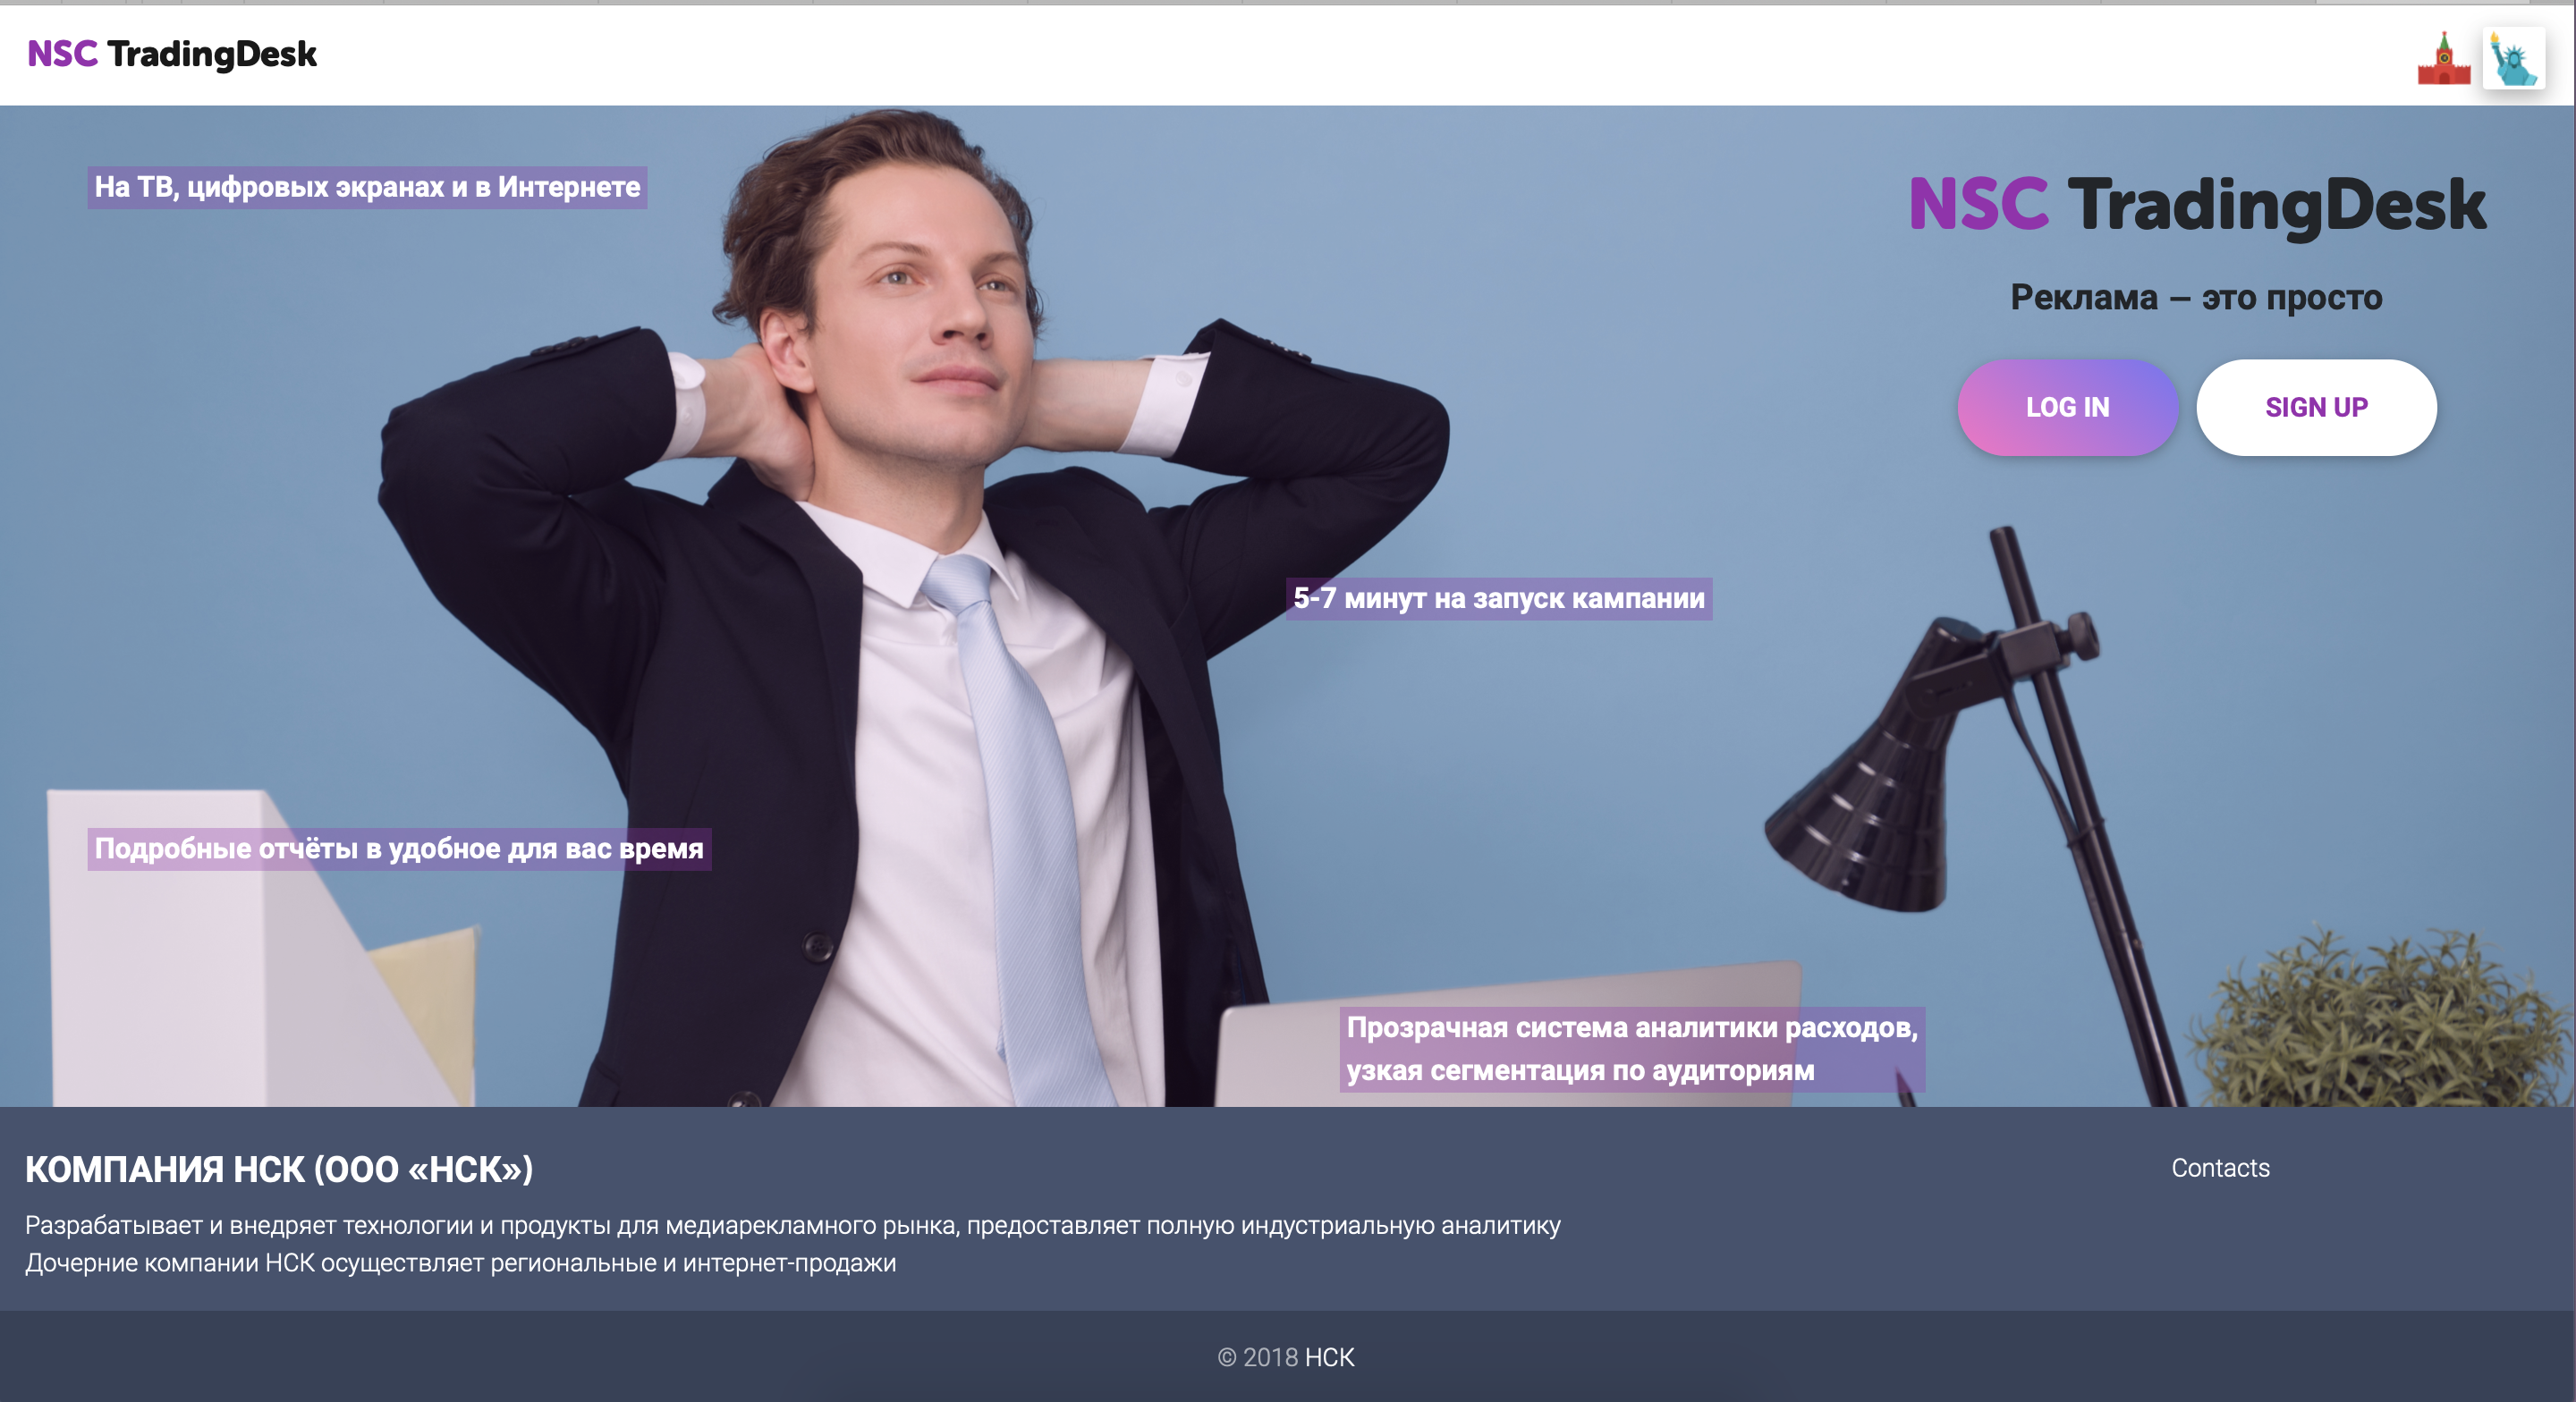 NSC TradingDesk
На ТВ, цифровых экранах и в Интернете
NSC TradingDesk
Реклама – это просто
LOG IN
SIGN UP
5-7 минут на запуск кампании
Подробные отчёты в удобное для вас время
Прозрачная система аналитики расходов,
узкая сегментация по аудиториям
КОМПАНИЯ НСК (ООО «НСК»)
Contacts
Разрабатывает и внедряет технологии и продукты для медиарекламного рынка, предоставляет полную индустриальную аналитику
Дочерние компании НСК осуществляет региональные и интернет-продажи
© 2018 НСК